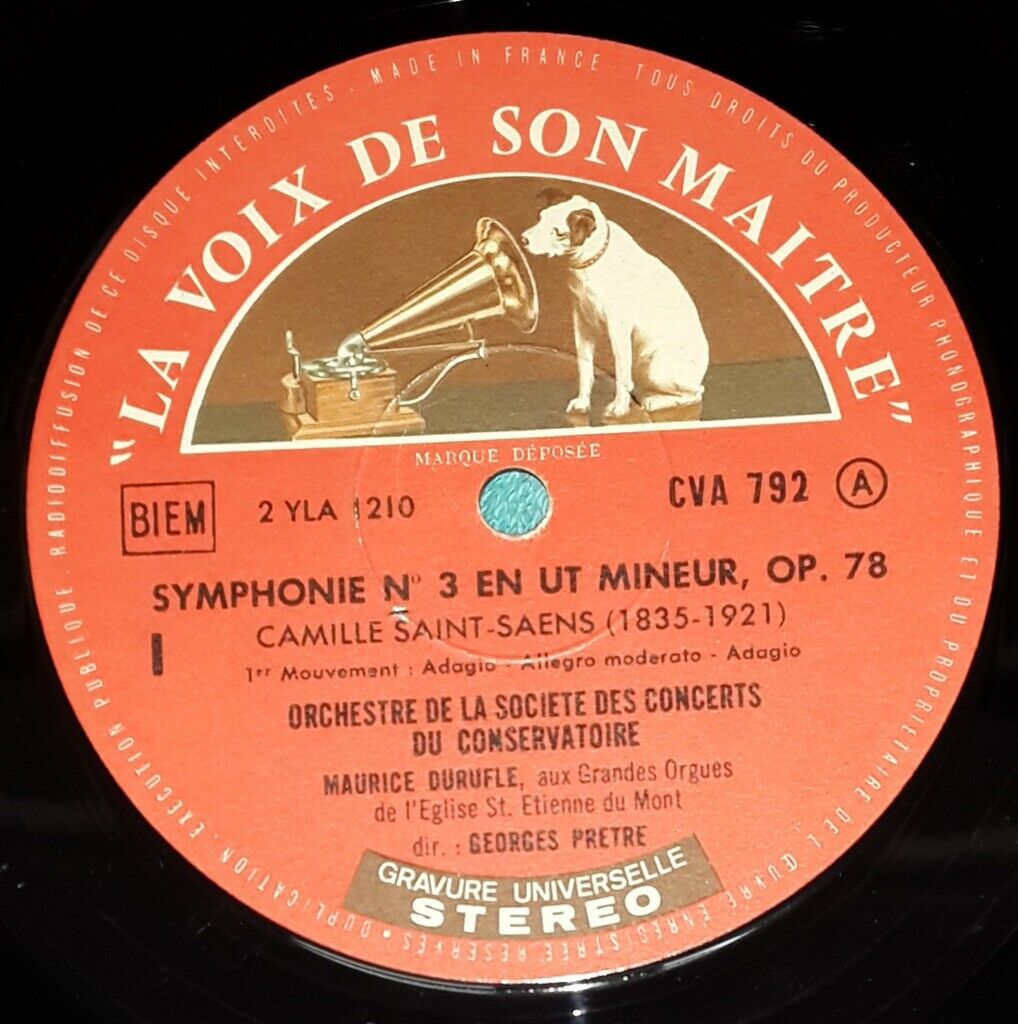 TOUS DROITS DU PRODUCTEUR PHONOGRAPHIQUE ET DU PROPRIETAIRE DE L'ŒUVRE ENREGISTREE RESERVES • DUPLICATION. EXECUTION PUBLIQUE. RADIODIFFUSION DE CE DISQUE INTERDITES. MADE IN FRANCE
"LA VOIX DE SON MAITRE"
MARQUE DÉPOSÉE
BIEM 2 YLA 1210 CVA 792 A
SYMPHONIE N° 3 EN UT MINEUR, OP. 78
CAMILLE SAINT-SAENS (1835-1921)
I 1er Mouvement : Adagio - Allegro moderato - Adagio
ORCHESTRE DE LA SOCIETE DES CONCERTS
DU CONSERVATOIRE
MAURICE DURUFLE, aux Grandes Orgues
de l'Eglise St. Etienne du Mont
dir. : GEORGES PRETRE
GRAVURE UNIVERSELLE
STEREO